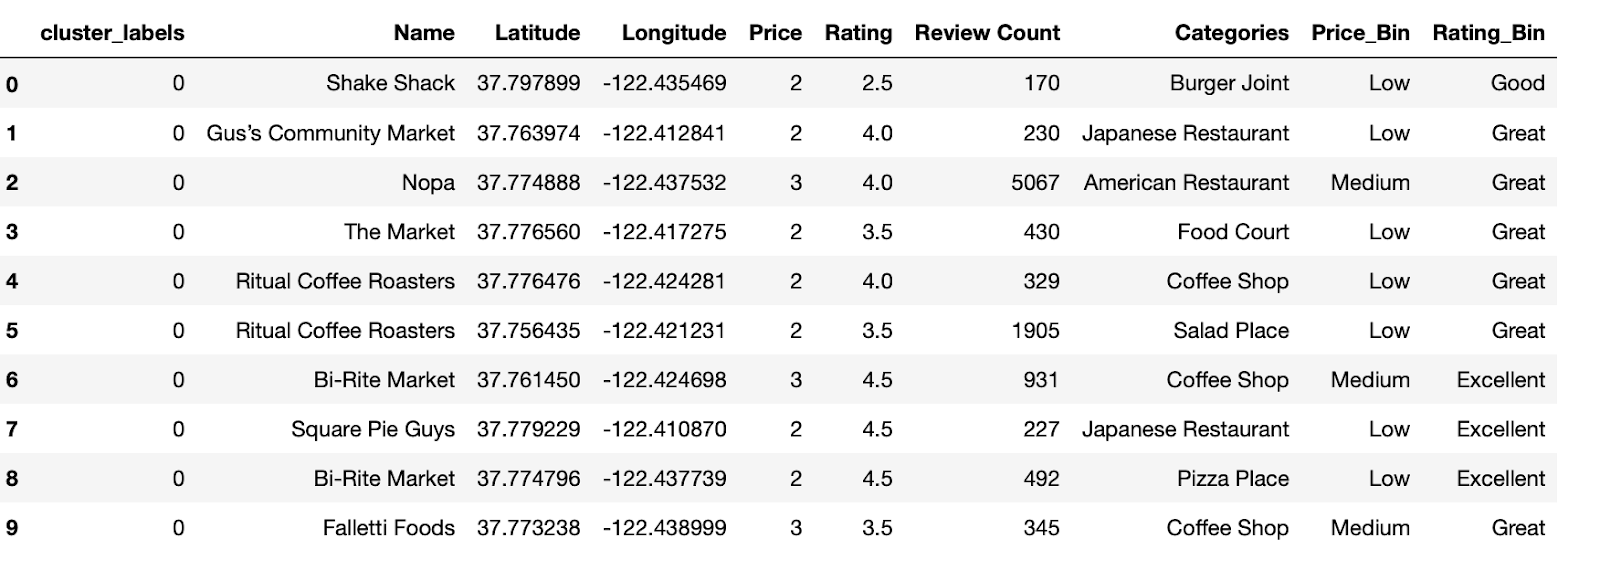 cluster_labels Name Latitude Longitude Price Rating Review Count Categories Price_Bin Rating_Bin
0 0 Shake Shack 37.797899 -122.435469 2 2.5 170 Burger Joint Low Good
1 0 Gus’s Community Market 37.763974 -122.412841 2 4.0 230 Japanese Restaurant Low Great
2 0 Nopa 37.774888 -122.437532 3 4.0 5067 American Restaurant Medium Great
3 0 The Market 37.776560 -122.417275 2 3.5 430 Food Court Low Great
4 0 Ritual Coffee Roasters 37.776476 -122.424281 2 4.0 329 Coffee Shop Low Great
5 0 Ritual Coffee Roasters 37.756435 -122.421231 2 3.5 1905 Salad Place Low Great
6 0 Bi-Rite Market 37.761450 -122.424698 3 4.5 931 Coffee Shop Medium Excellent
7 0 Square Pie Guys 37.779229 -122.410870 2 4.5 227 Japanese Restaurant Low Excellent
8 0 Bi-Rite Market 37.774796 -122.437739 2 4.5 492 Pizza Place Low Excellent
9 0 Falletti Foods 37.773238 -122.438999 3 3.5 345 Coffee Shop Medium Great